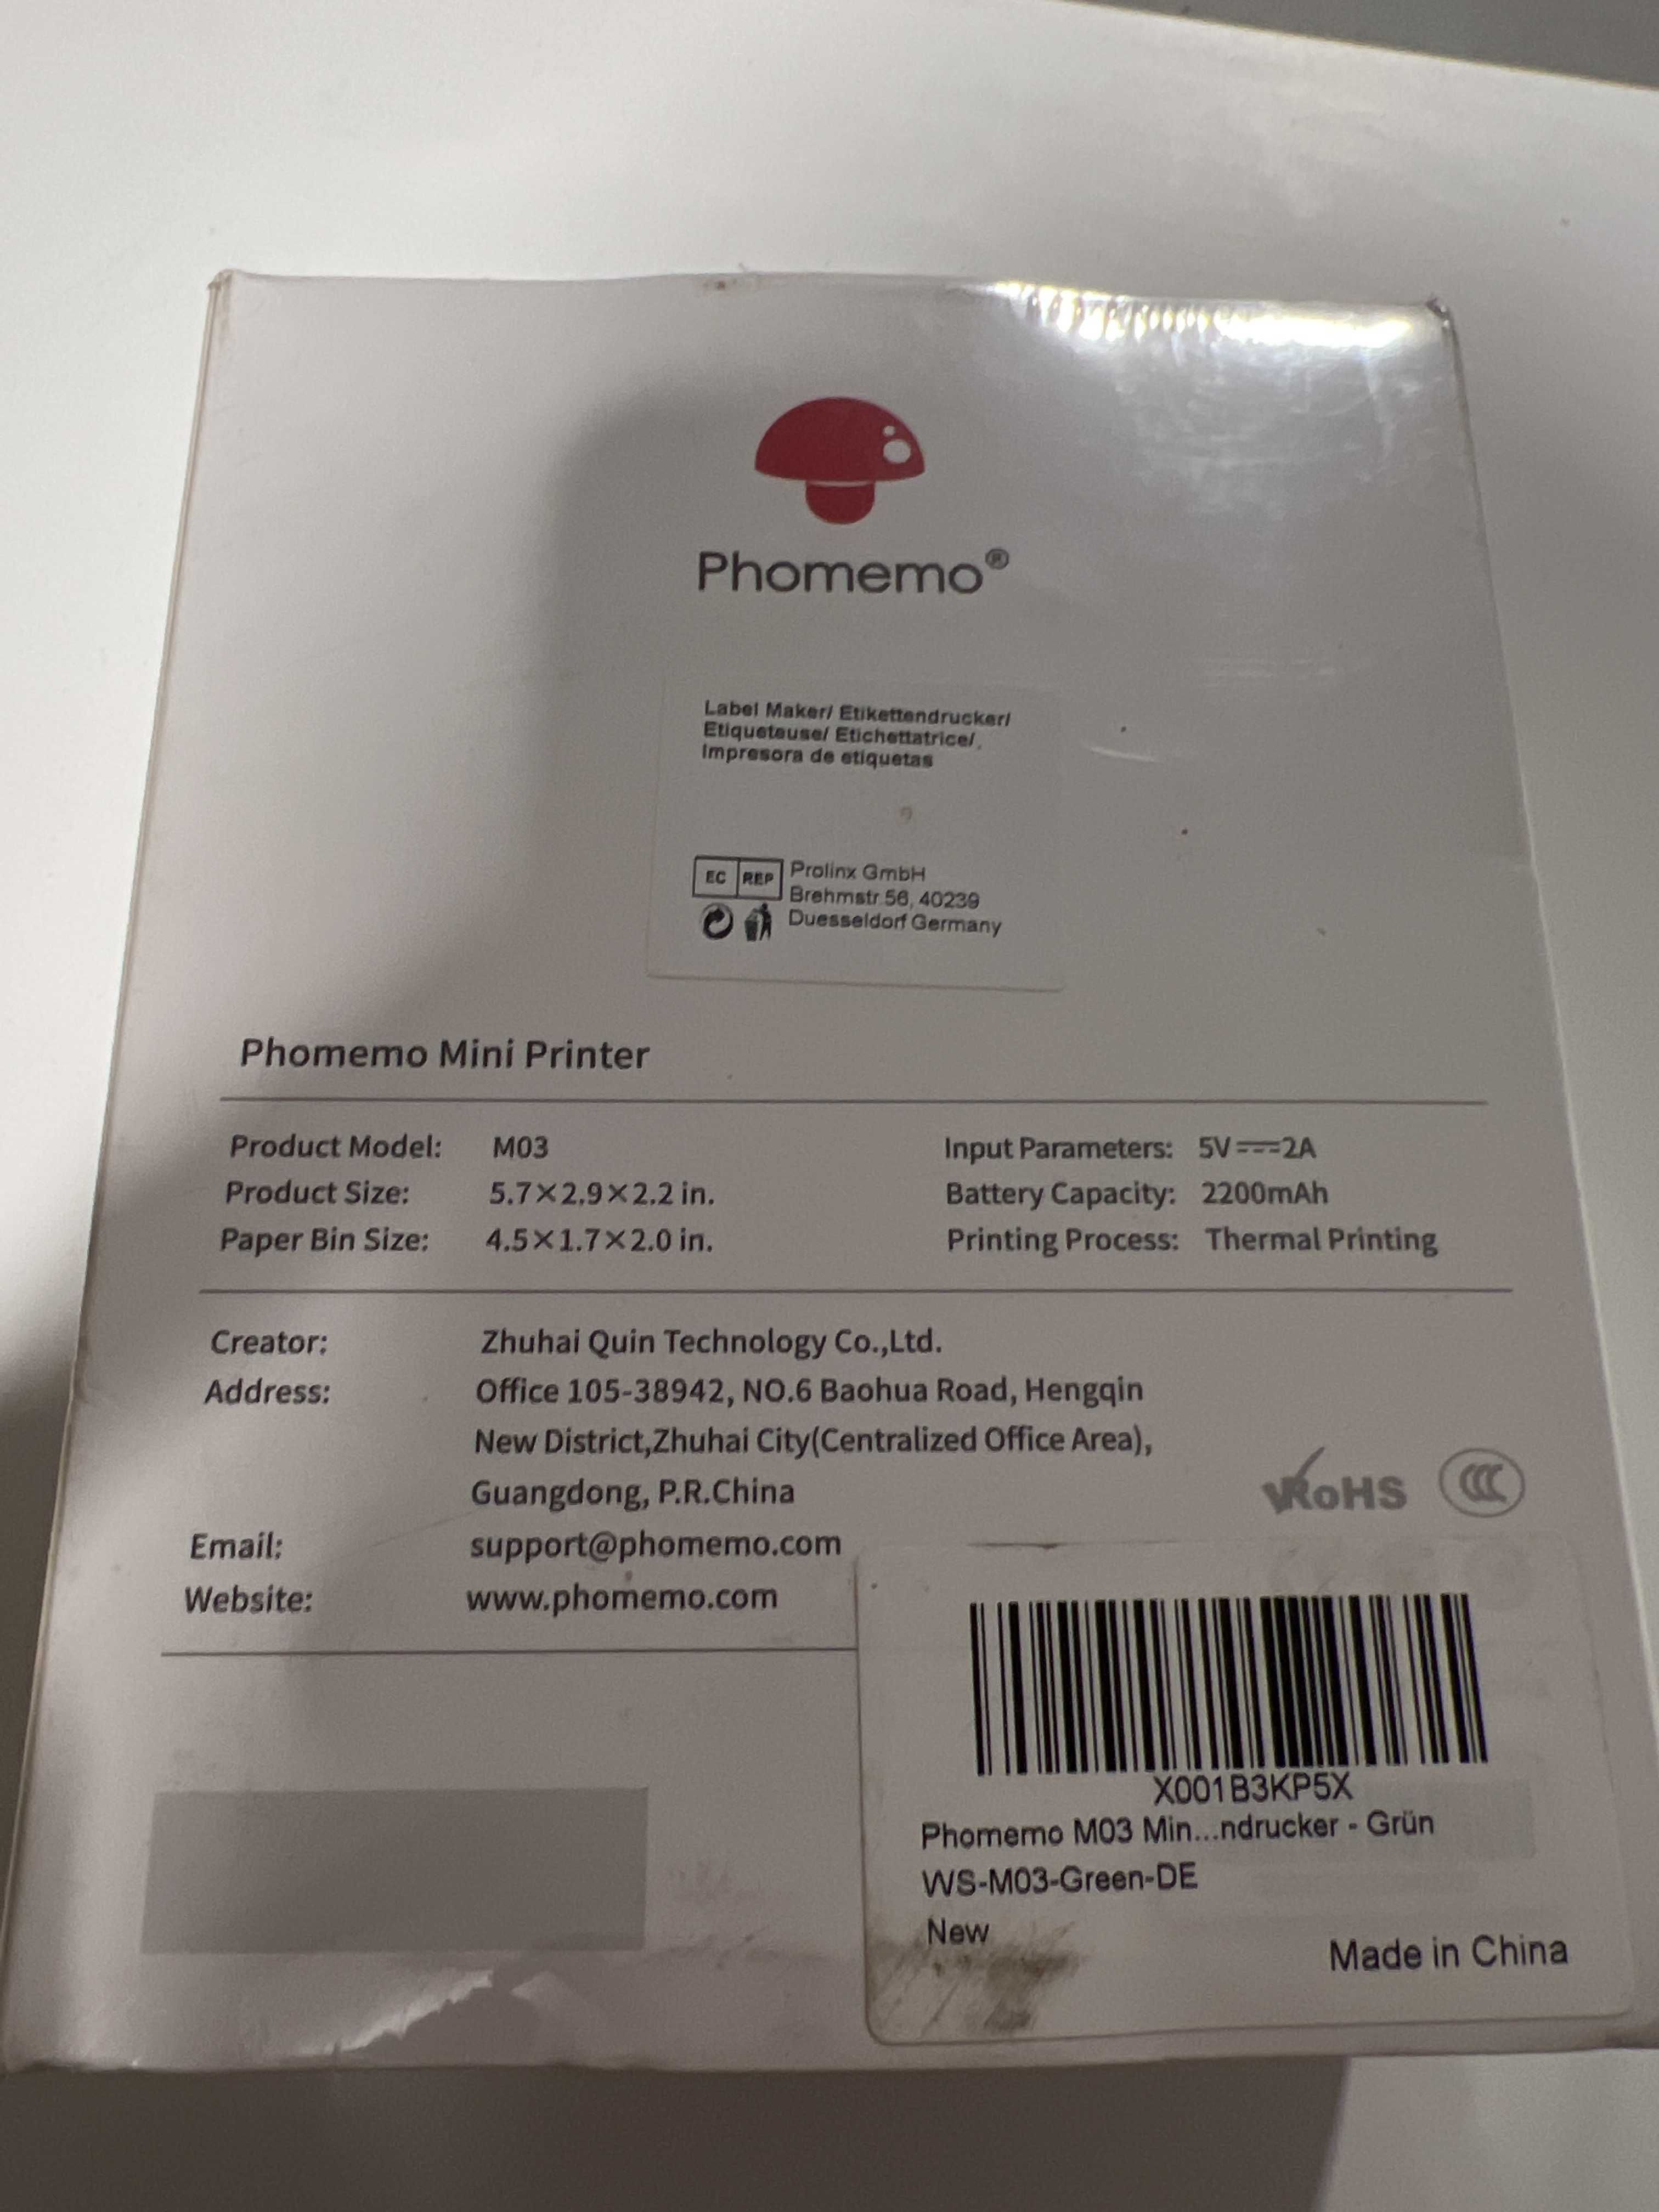 Phomemo®
Label Maker/ Etikettendrucker/
Etiqueteuse/ Etichettatrice/
Impresora de etiquetas
EC REP
Prolinx GmbH
Brehmstr.56, 40239
Duesseldorf Germany
Phomemo Mini Printer
Product Model: M03
Product Size: 5.7×2.9×2.2 in.
Paper Bin Size: 4.5×1.7×2.0 in.
Input Parameters: 5V⎓2A
Battery Capacity: 2200mAh
Printing Process: Thermal Printing
Creator: Zhuhai Quin Technology Co.,Ltd.
Address: Office 105-38942, NO.6 Baohua Road, Hengqin
New District,Zhuhai City(Centralized Office Area),
Guangdong, P.R.China
Email: support@phomemo.com
Website: www.phomemo.com
RoHS CCC
X001B3KP5X
Phomemo M03 Min...ndrucker - Grün
WS-M03-Green-DE
New
Made in China